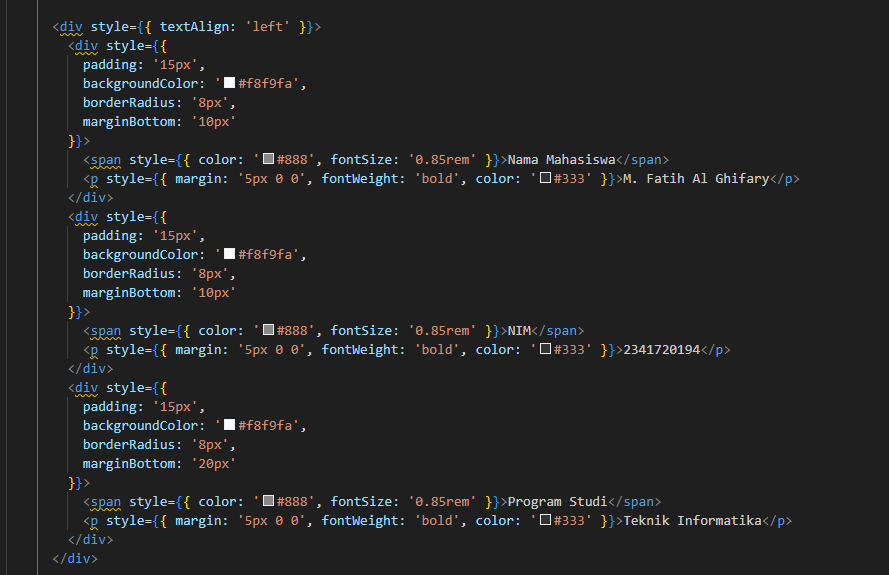 <div style={{ textAlign: 'left' }}>
<div style={{
padding: '15px',
backgroundColor: '#f8f9fa',
borderRadius: '8px',
marginBottom: '10px'
}}>
<span style={{ color: '#888', fontSize: '0.85rem' }}>Nama Mahasiswa</span>
<p style={{ margin: '5px 0 0', fontWeight: 'bold', color: '#333' }}>M. Fatih Al Ghifary</p>
</div>
<div style={{
padding: '15px',
backgroundColor: '#f8f9fa',
borderRadius: '8px',
marginBottom: '10px'
}}>
<span style={{ color: '#888', fontSize: '0.85rem' }}>NIM</span>
<p style={{ margin: '5px 0 0', fontWeight: 'bold', color: '#333' }}>2341720194</p>
</div>
<div style={{
padding: '15px',
backgroundColor: '#f8f9fa',
borderRadius: '8px',
marginBottom: '20px'
}}>
<span style={{ color: '#888', fontSize: '0.85rem' }}>Program Studi</span>
<p style={{ margin: '5px 0 0', fontWeight: 'bold', color: '#333' }}>Teknik Informatika</p>
</div>
</div>